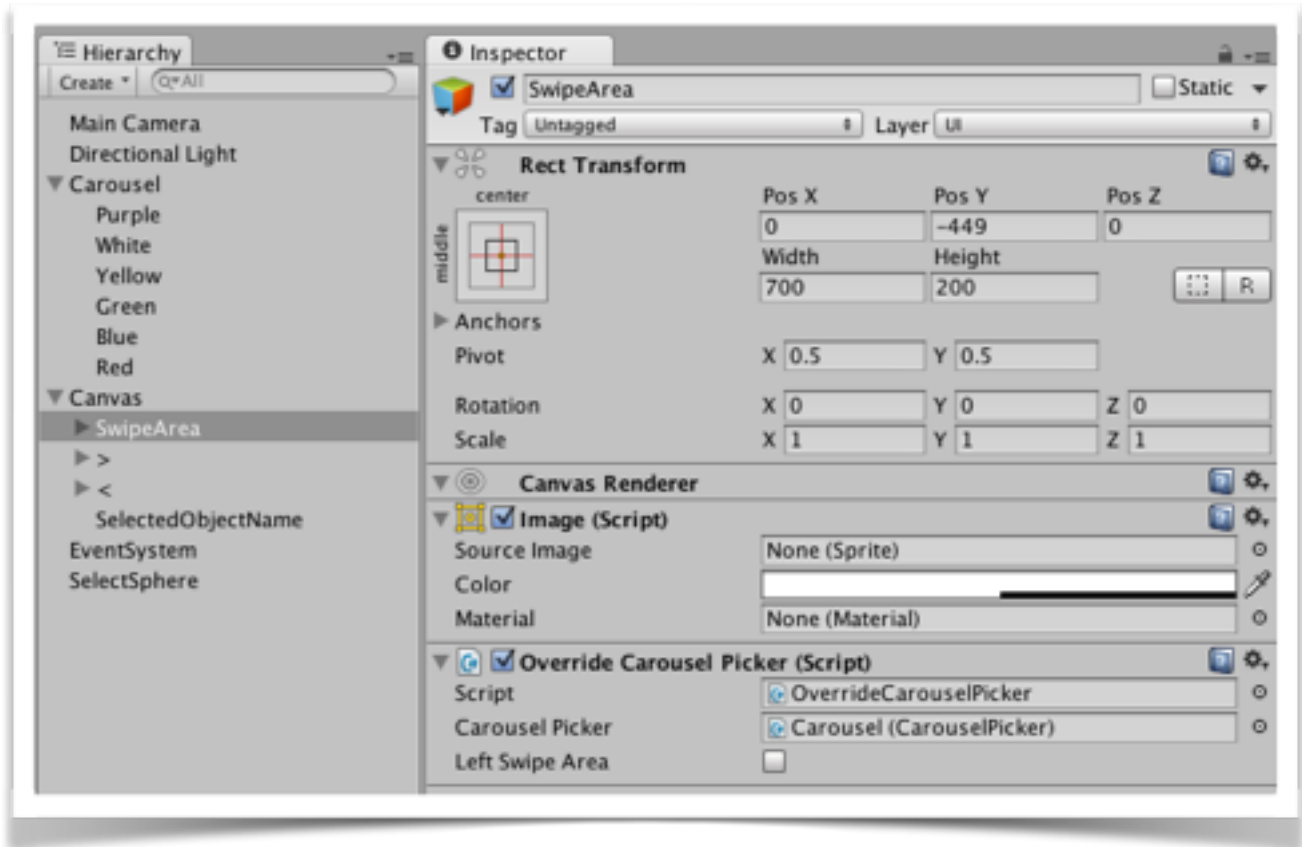 Hierarchy
Create All
Main Camera
Directional Light
Carousel
Purple
White
Yellow
Green
Blue
Red
Canvas
SwipeArea
>
<
SelectedObjectName
EventSystem
SelectSphere
Inspector
SwipeArea Static
Tag Untagged Layer UI
Rect Transform
center Pos X Pos Y Pos Z
middle 0 -449 0
Width Height
700 200 R
Anchors
Pivot X 0.5 Y 0.5
Rotation X 0 Y 0 Z 0
Scale X 1 Y 1 Z 1
Canvas Renderer
Image (Script)
Source Image None (Sprite)
Color
Material None (Material)
Override Carousel Picker (Script)
Script OverrideCarouselPicker
Carousel Picker Carousel (CarouselPicker)
Left Swipe Area